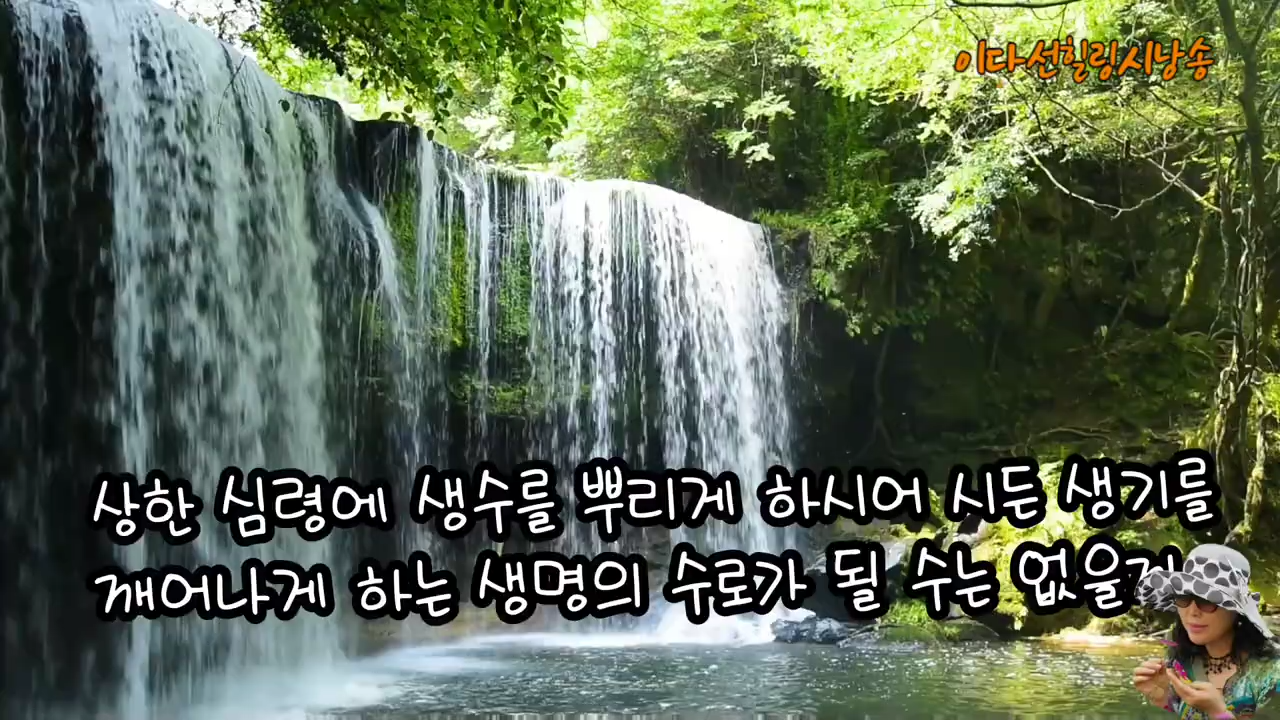 이다선힐링시낭송
상한 심령에 생수를 뿌리게 하시어 시든 생기를
깨어나게 하는 생명의 수로가 될 수는 없을